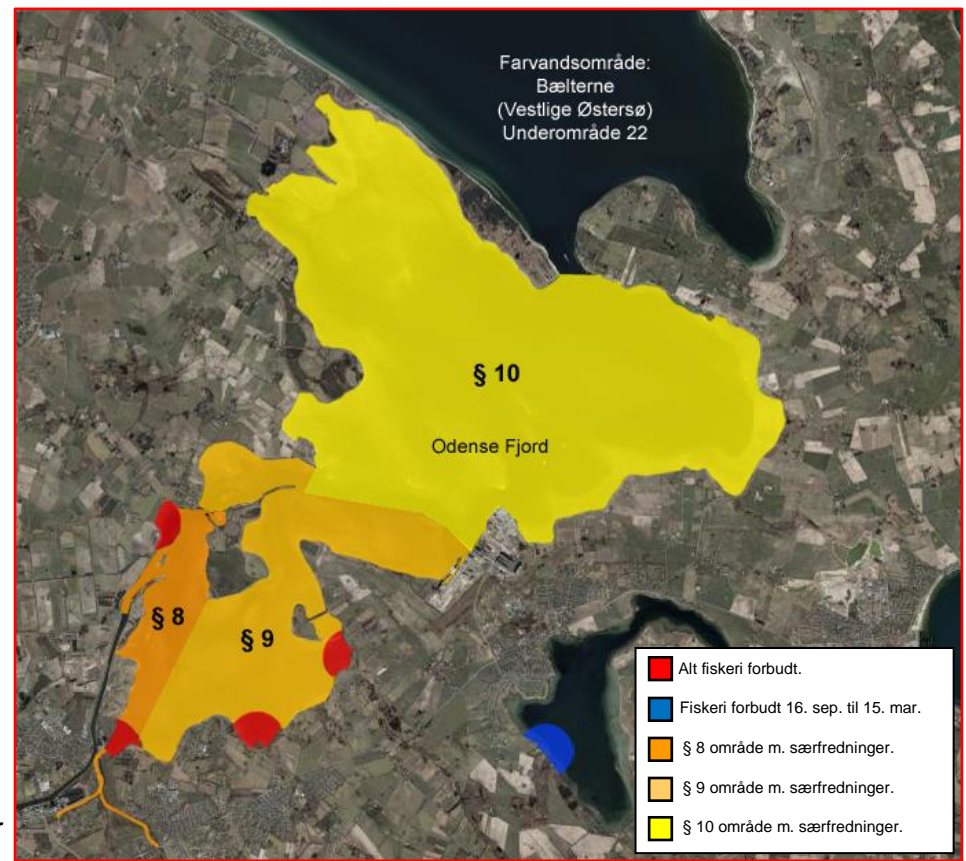 Farvandsområde:
Bælterne
(Vestlige Østersø)
Underområde 22
§ 10
Odense Fjord
§ 8
§ 9
Alt fiskeri forbudt.
Fiskeri forbudt 16. sep. til 15. mar.
§ 8 område m. særfredninger.
§ 9 område m. særfredninger.
§ 10 område m. særfredninger.